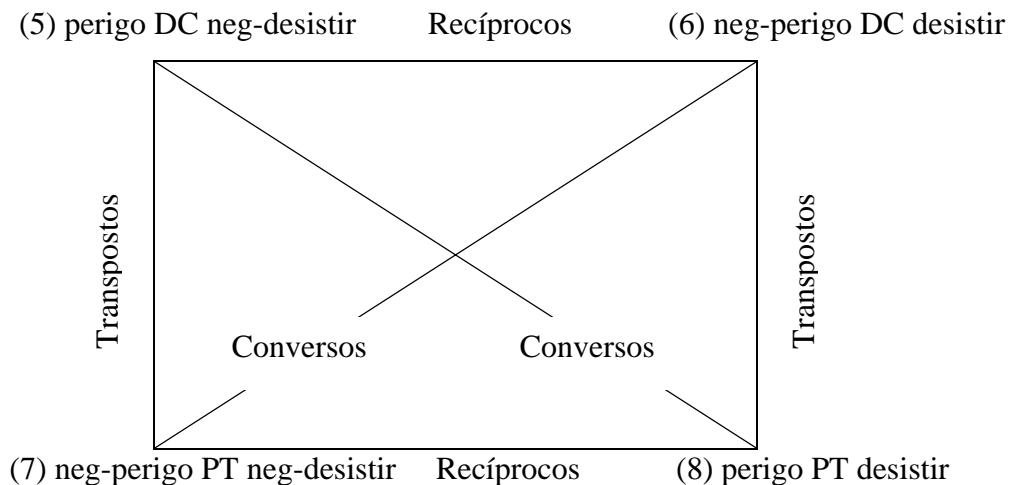 (5) perigo DC neg-desistir Recíprocos (6) neg-perigo DC desistir
Transpostos
Transpostos
Conversos Conversos
(7) neg-perigo PT neg-desistir Recíprocos (8) perigo PT desistir